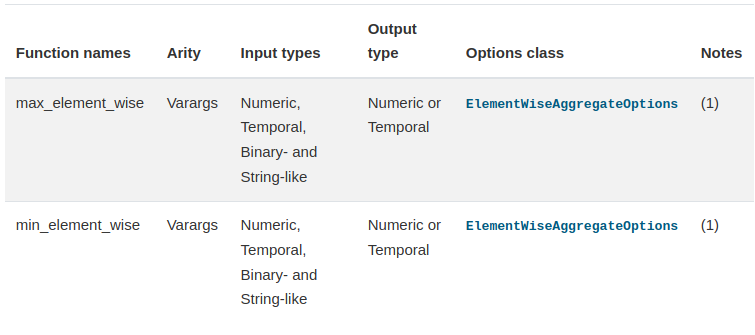 Function names Arity Input types Output type Options class Notes
max_element_wise Varargs Numeric, Temporal, Binary- and String-like Numeric or Temporal ElementWiseAggregateOptions (1)
min_element_wise Varargs Numeric, Temporal, Binary- and String-like Numeric or Temporal ElementWiseAggregateOptions (1)